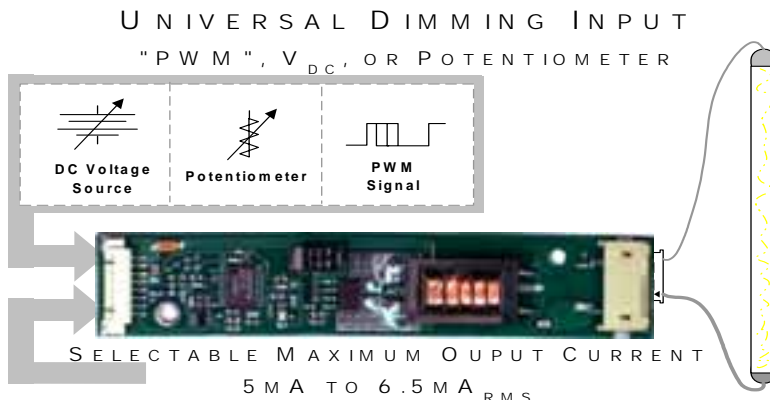 UNIVERSAL DIMMING INPUT
"PWM", VDC, OR POTENTIOMETER
DC Voltage
Source
Potentiometer
PWM
Signal
SELECTABLE MAXIMUM OUPUT CURRENT
5MA TO 6.5MARMS